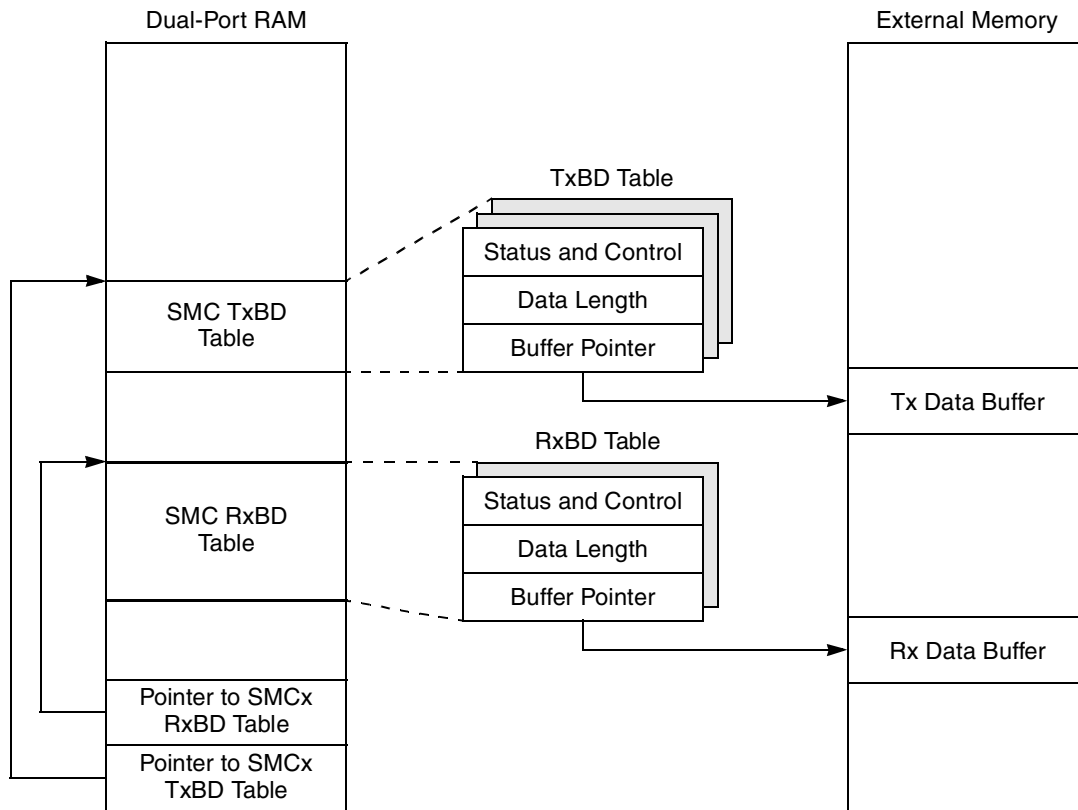 Dual-Port RAM
External Memory
TxBD Table
Status and Control
Data Length
Buffer Pointer
SMC TxBD
Table
Tx Data Buffer
RxBD Table
Status and Control
Data Length
Buffer Pointer
SMC RxBD
Table
Rx Data Buffer
Pointer to SMCx
RxBD Table
Pointer to SMCx
TxBD Table